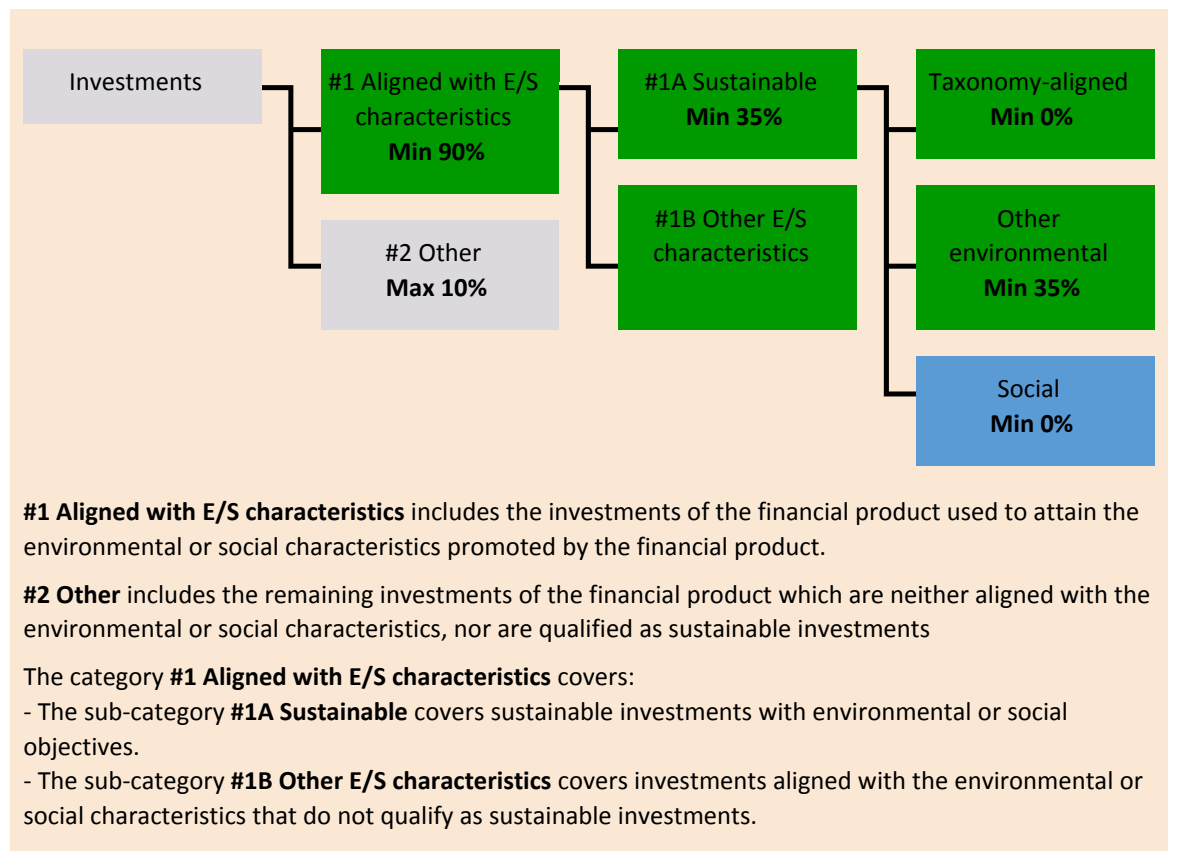 Investments
#1 Aligned with E/S
characteristics
Min 90%
#2 Other
Max 10%
#1A Sustainable
Min 35%
#1B Other E/S
characteristics
Taxonomy-aligned
Min 0%
Other
environmental
Min 35%
Social
Min 0%
#1 Aligned with E/S characteristics includes the investments of the financial product used to attain the
environmental or social characteristics promoted by the financial product.
#2 Other includes the remaining investments of the financial product which are neither aligned with the
environmental or social characteristics, nor are qualified as sustainable investments
The category #1 Aligned with E/S characteristics covers:
- The sub-category #1A Sustainable covers sustainable investments with environmental or social
objectives.
- The sub-category #1B Other E/S characteristics covers investments aligned with the environmental or
social characteristics that do not qualify as sustainable investments.